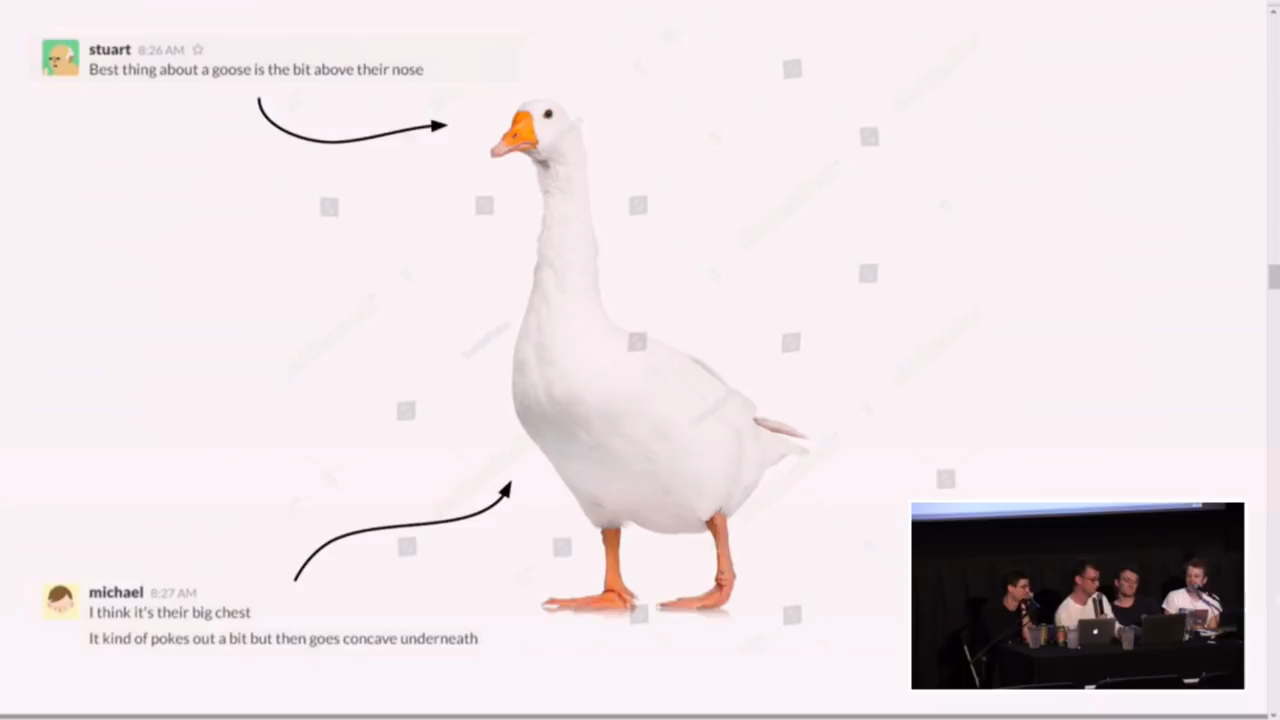 stuart 8:26 AM
Best thing about a goose is the bit above their nose
michael 8:27 AM
I think it's their big chest
It kind of pokes out a bit but then goes concave underneath